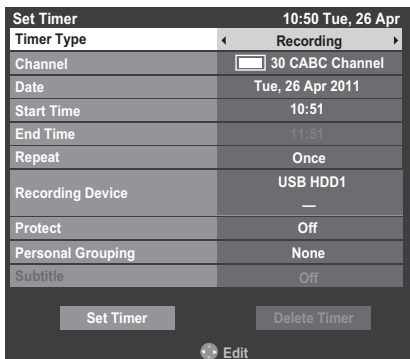 Set Timer 10:50 Tue, 26 Apr
Timer Type Recording
Channel 30 CABC Channel
Date Tue, 26 Apr 2011
Start Time 10:51
End Time 11:51
Repeat Once
Recording Device USB HDD1
—
Protect Off
Personal Grouping None
Subtitle Off
Set Timer Delete Timer
Edit